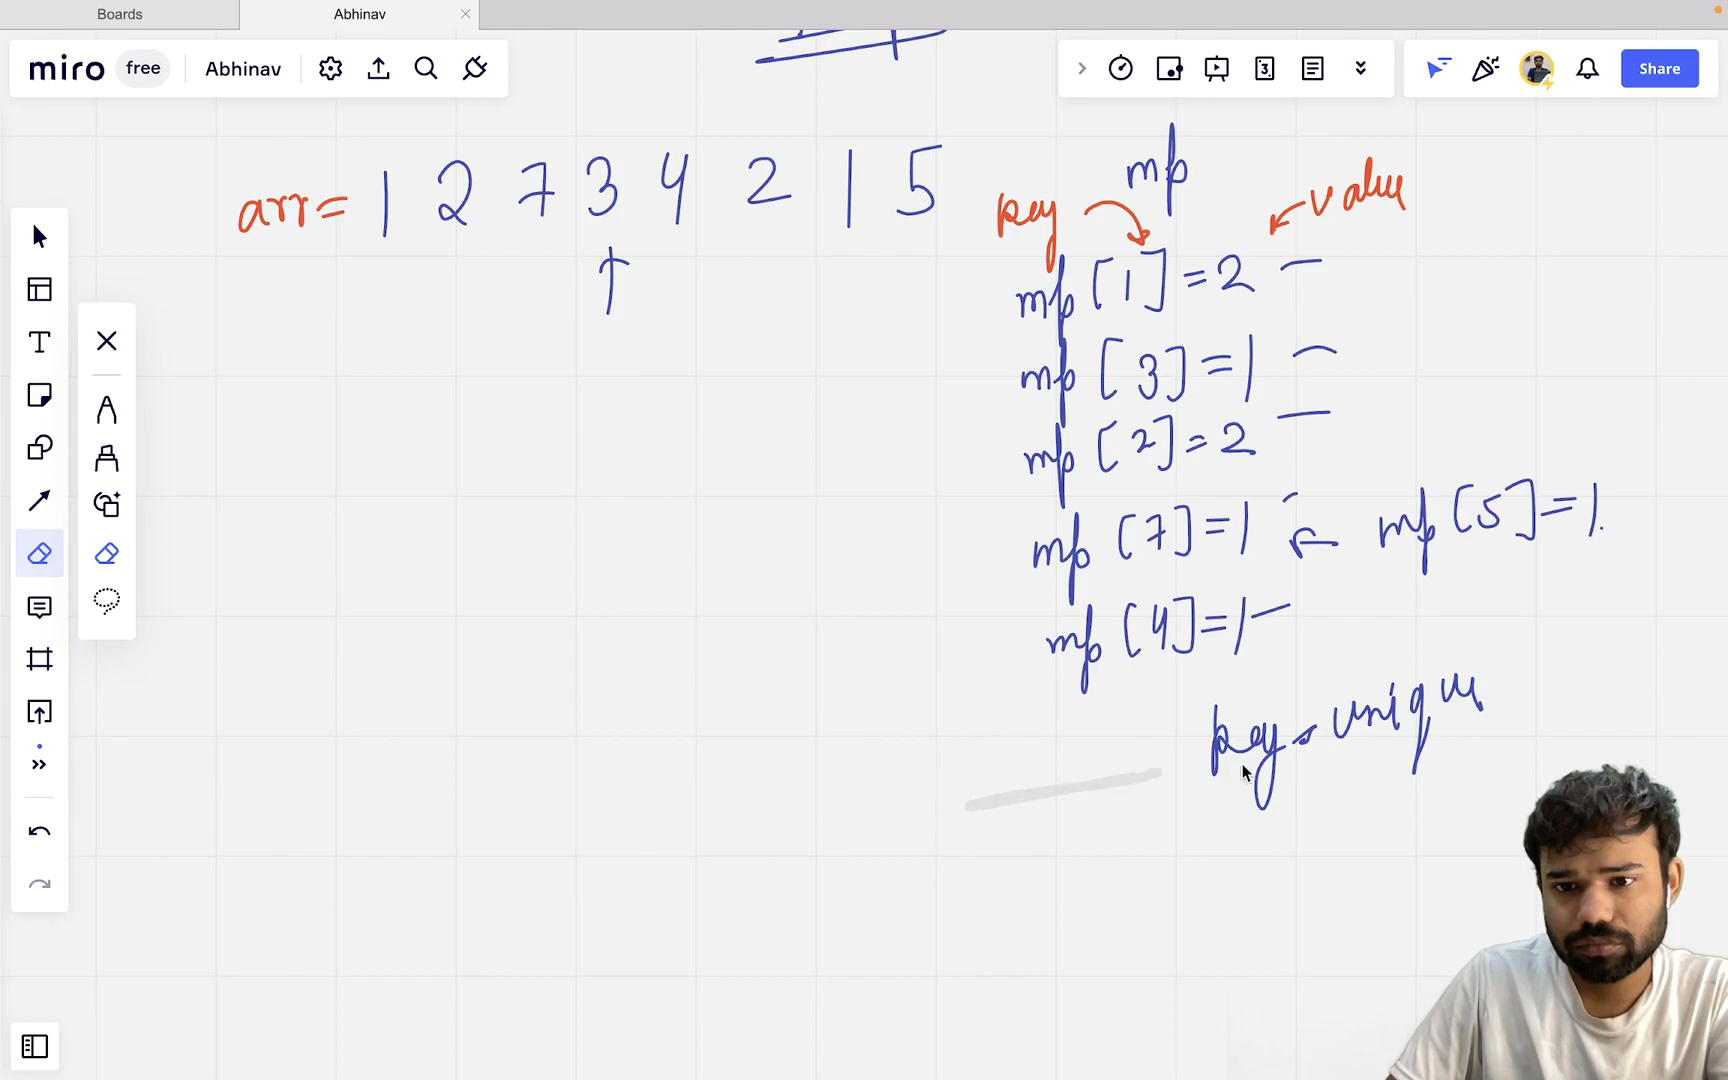 Boards
Abhinav
miro free Abhinav
3
Share
arr= 1 2 7 3 4 2 1 5
mp
key
value
mp [1] = 2
mp [3] = 1
mp [2] = 2
mp [7] = 1
mp [5] = 1.
mp [4] = 1
key